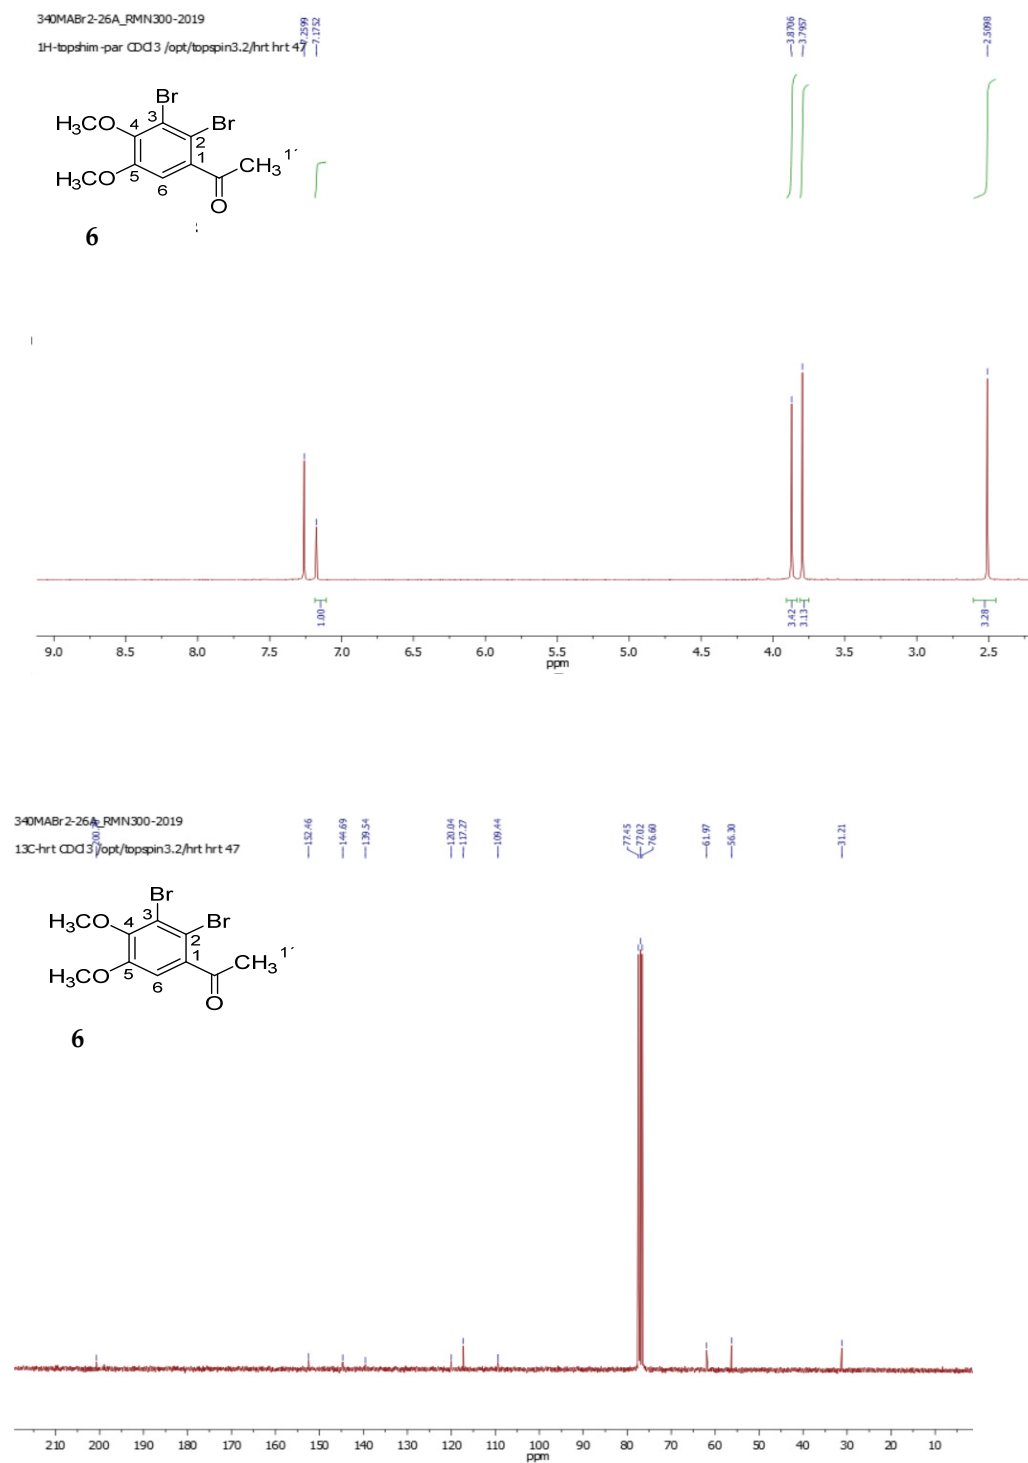 340MABr2-26A_RMN300-2019
1H-topshim-par CDCl3 /opt/topspin3.2/hrt hrt 47
7.2599
7.1752
3.8706
3.7957
2.5098
Br
H3CO 4 3 Br
2
1 CH3 1´
H3CO 5 6
O
6
1.00
3.42
3.13
3.28
9.0 8.5 8.0 7.5 7.0 6.5 6.0 5.5 5.0 4.5 4.0 3.5 3.0 2.5
ppm
340MABr2-26A_RMN300-2019
13C-hrt CDCl3 /opt/topspin3.2/hrt hrt 47
152.46
144.69
139.54
120.04
117.27
109.44
77.45
77.02
76.60
61.97
56.30
31.21
Br
H3CO 4 3 Br
2
1 CH3 1´
H3CO 5 6
O
6
210 200 190 180 170 160 150 140 130 120 110 100 90 80 70 60 50 40 30 20 10
ppm